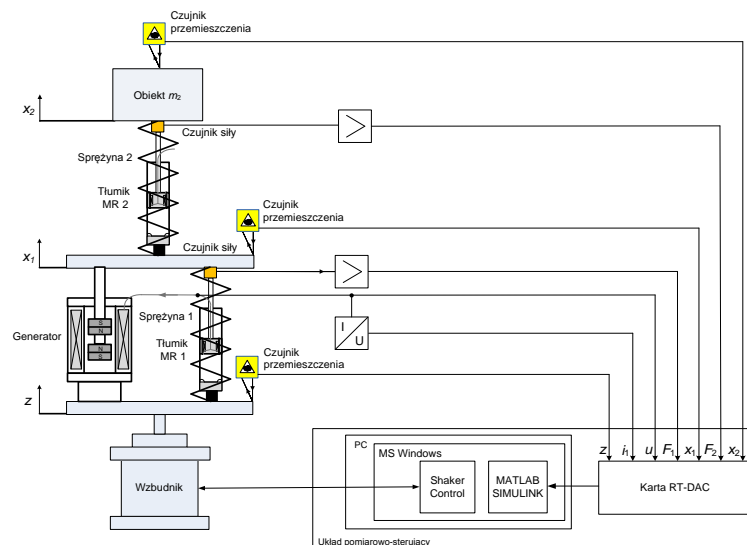 Czujnik
przemieszczenia
Obiekt m2
x2
Czujnik siły
Sprężyna 2
Tłumik
MR 2
Czujnik
przemieszczenia
Czujnik siły
x1
Generator
S
N
N
S
Sprężyna 1
Tłumik
MR 1
I
U
Czujnik
przemieszczenia
z
Wzbudnik
PC
MS Windows
Shaker
Control
MATLAB
SIMULINK
z i1 u F1 x1 F2 x2
Karta RT-DAC
Układ pomiarowo-sterujący